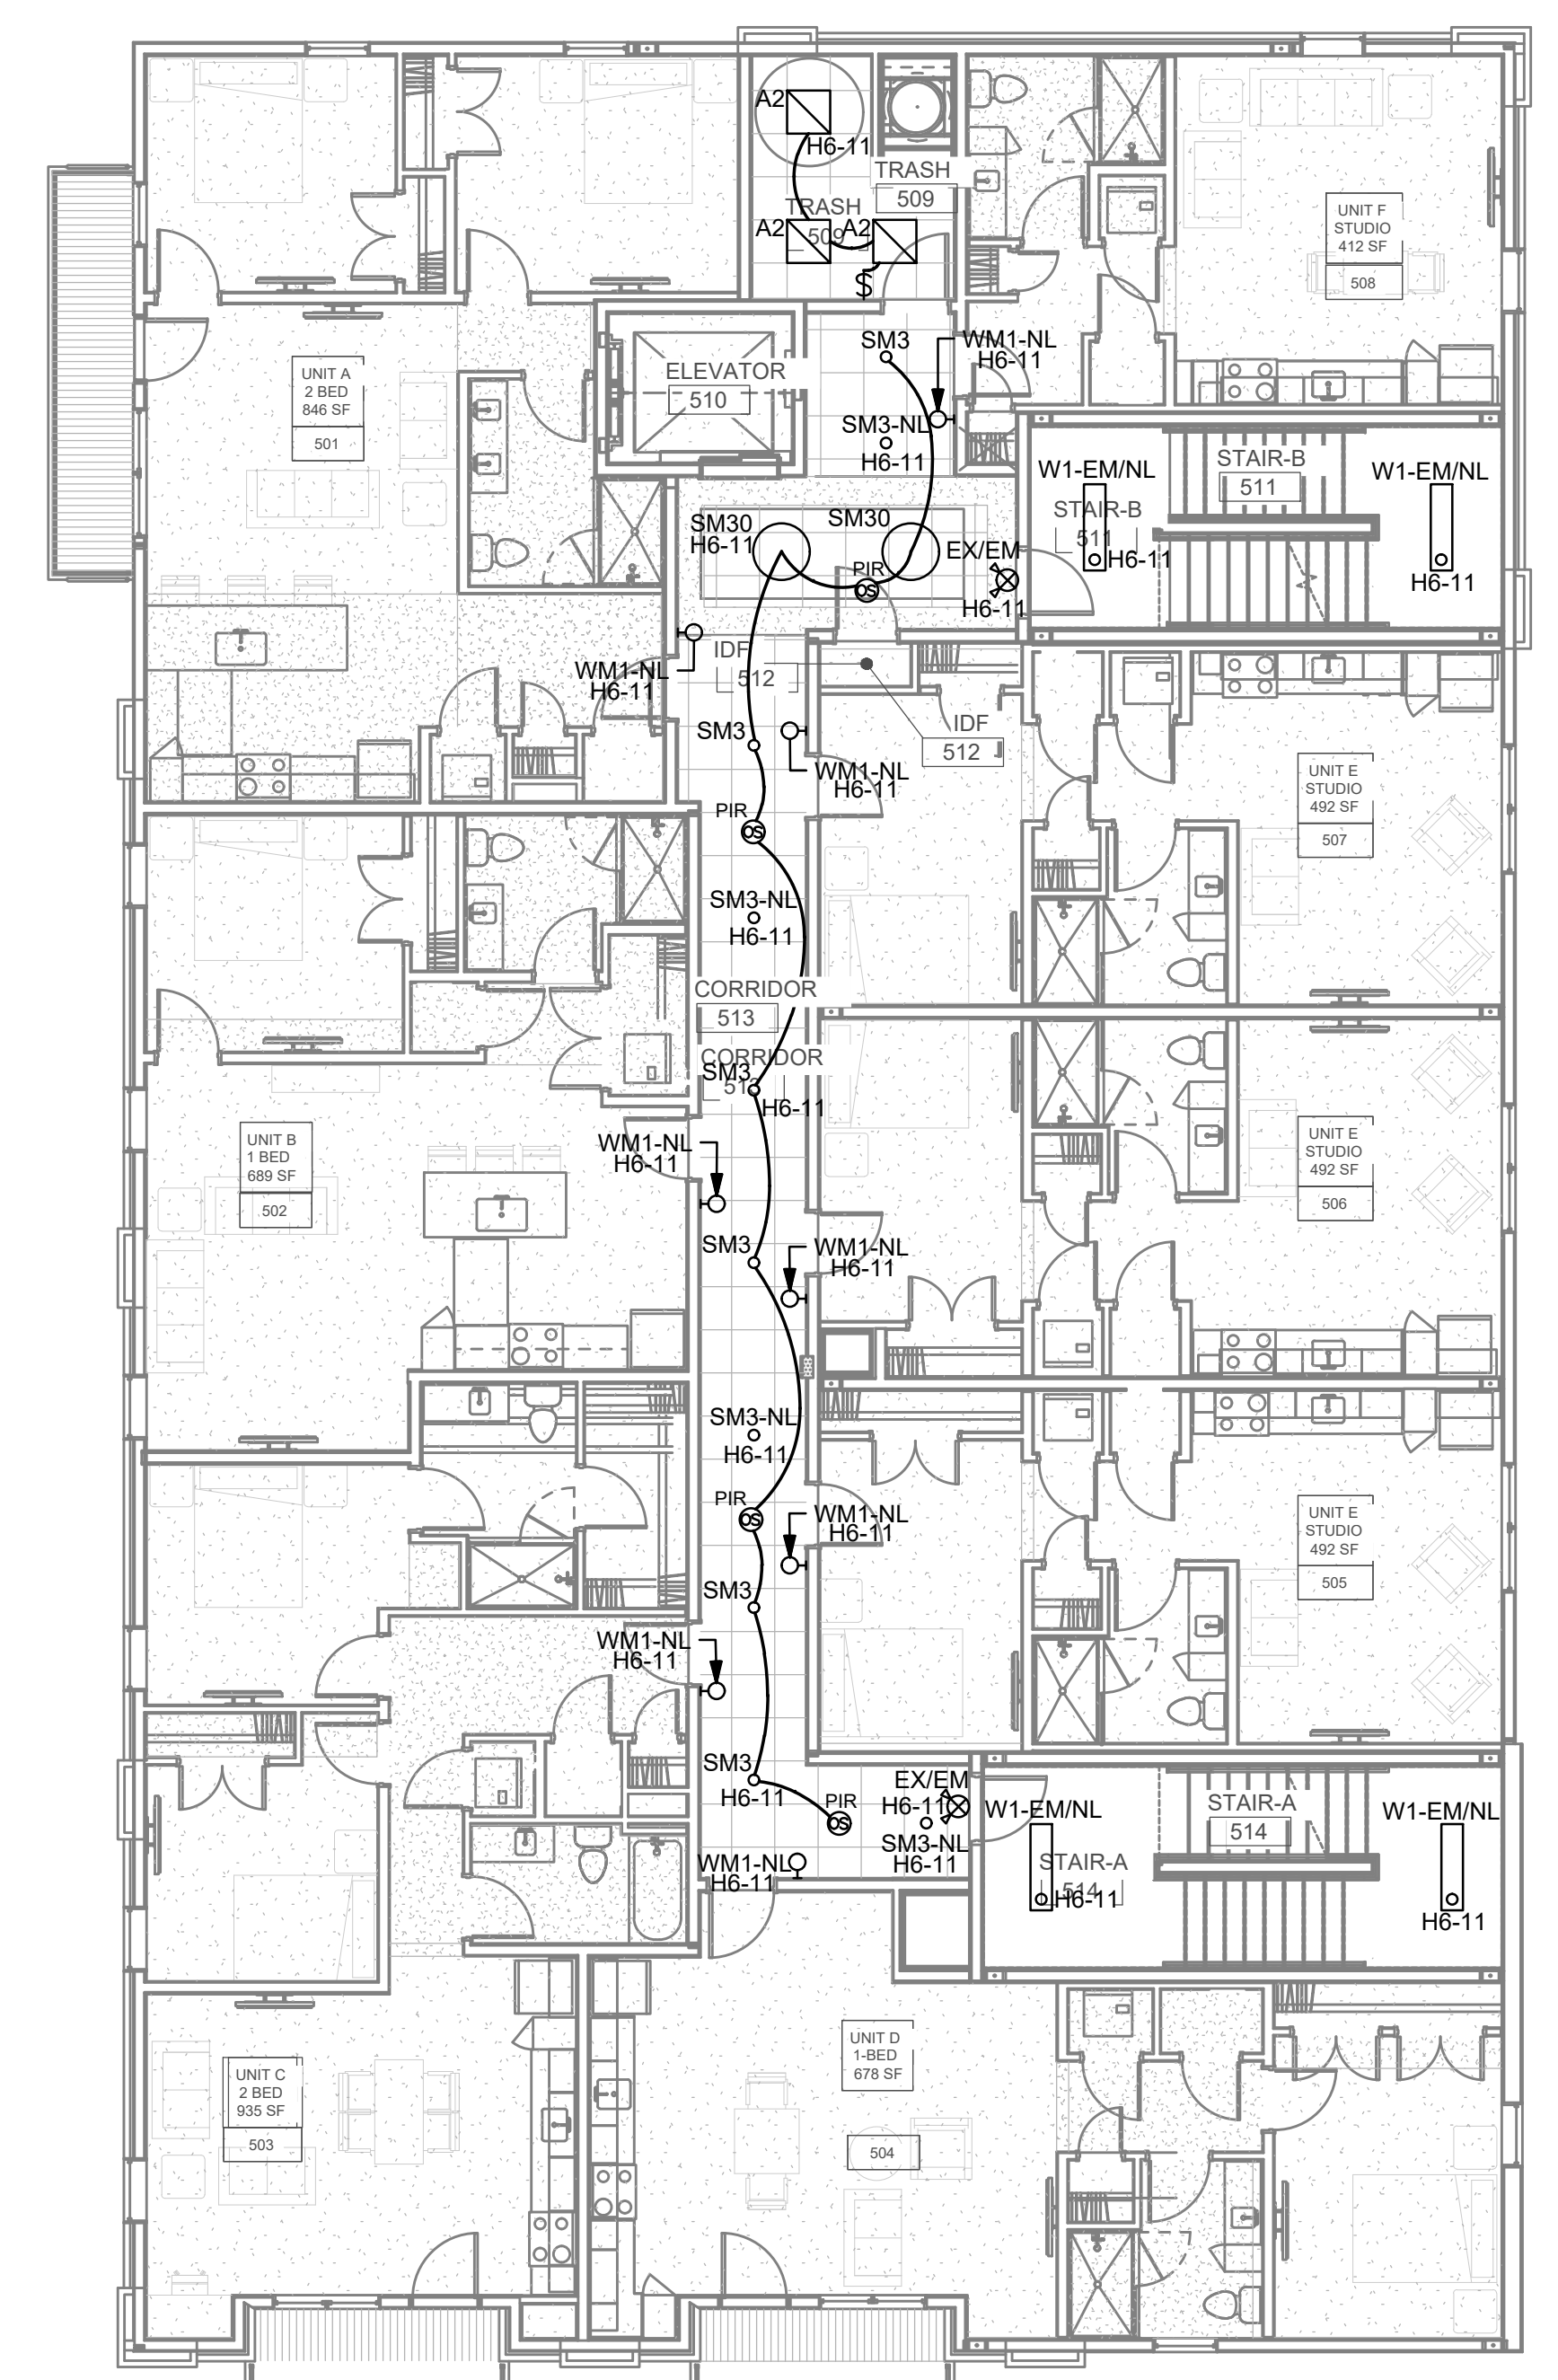 A2
H6-11
TRASH
509
TRASH
509
A2
A2
$
UNIT F
STUDIO
412 SF
508
SM3
WM1-NL
H6-11
ELEVATOR
510
UNIT A
2 BED
846 SF
501
SM3-NL
H6-11
STAIR-B
511
W1-EM/NL
W1-EM/NL
STAIR-B
511
H6-11
H6-11
SM30
H6-11
SM30
EX/EM
H6-11
PIR
OS
IDF
512
WM1-NL
H6-11
SM3
IDF
512
WM1-NL
H6-11
UNIT E
STUDIO
492 SF
507
PIR
OS
SM3-NL
H6-11
CORRIDOR
513
CORRIDOR
513
SM3
H6-11
UNIT B
1 BED
689 SF
502
WM1-NL
H6-11
UNIT E
STUDIO
492 SF
506
SM3
WM1-NL
H6-11
SM3-NL
H6-11
PIR
OS
WM1-NL
H6-11
UNIT E
STUDIO
492 SF
505
SM3
WM1-NL
H6-11
SM3
H6-11
EX/EM
H6-11
PIR
OS
SM3-NL
H6-11
W1-EM/NL
STAIR-A
514
W1-EM/NL
WM1-NL
H6-11
STAIR-A
514
H6-11
H6-11
UNIT D
1-BED
678 SF
504
UNIT C
2 BED
935 SF
503